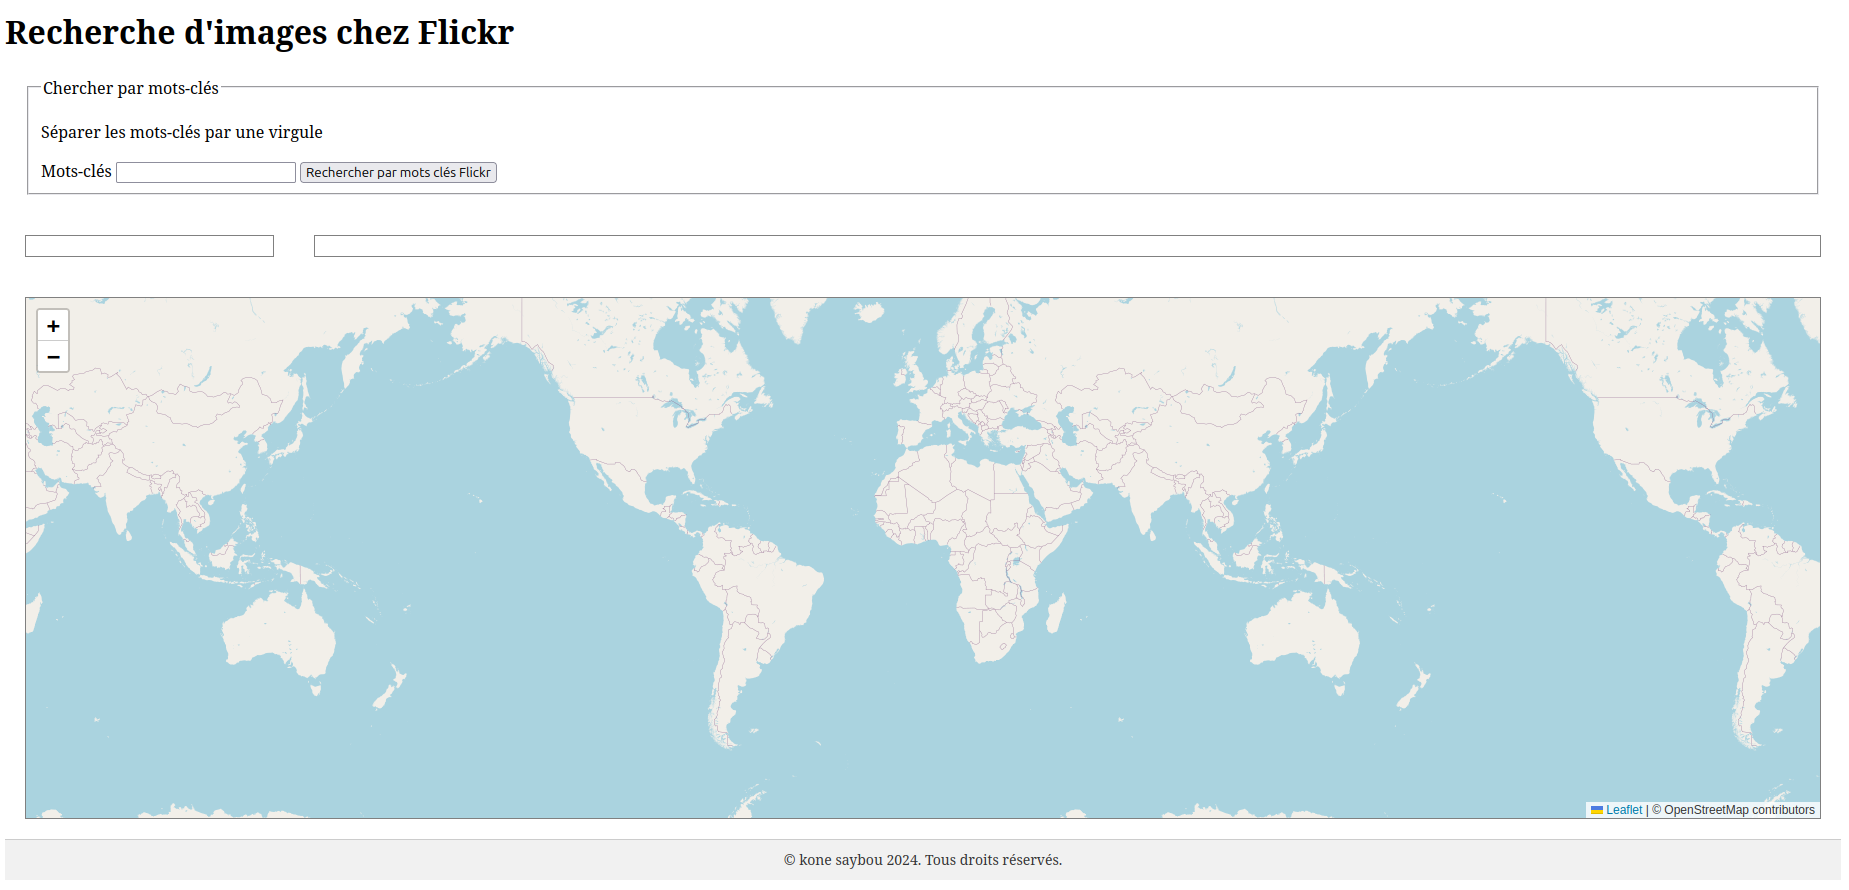 Recherche d'images chez Flickr
Chercher par mots-clés
Séparer les mots-clés par une virgule
Mots-clés
Rechercher par mots clés Flickr
+
−
Leaflet | © OpenStreetMap contributors
© kone saybou 2024. Tous droits réservés.